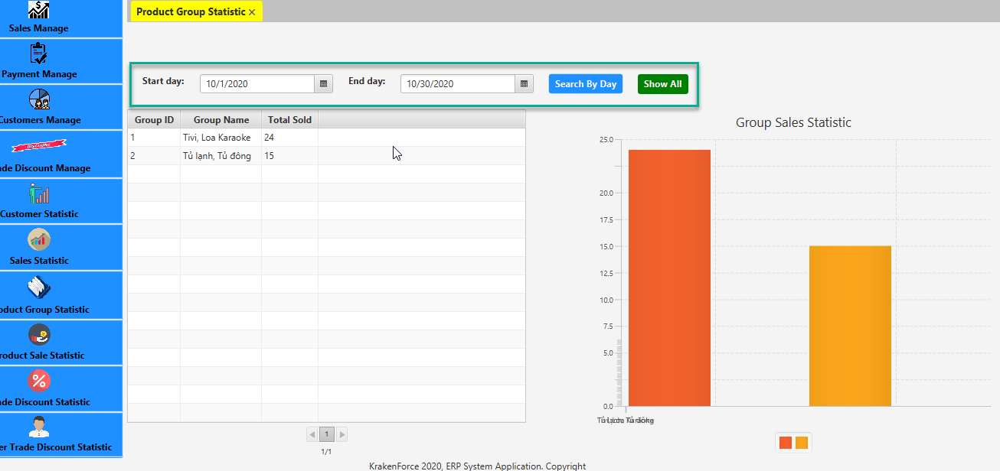 Sales Manage
Payment Manage
Customers Manage
DISCOUNT
ade Discount Manage
Customer Statistic
Sales Statistic
oduct Group Statistic
roduct Sale Statistic
ade Discount Statistic
er Trade Discount Statistic
Product Group Statistic ×
Start day: 10/1/2020 End day: 10/30/2020 Search By Day Show All
Group ID Group Name Total Sold
1 Tivi, Loa Karaoke 24
2 Tủ lạnh, Tủ đông 15
1
1/1
Group Sales Statistic
25.0
20.0
17.5
15.0
12.5
10.0
7.5
5.0
0.0
KrakenForce 2020, ERP System Application. Copyright